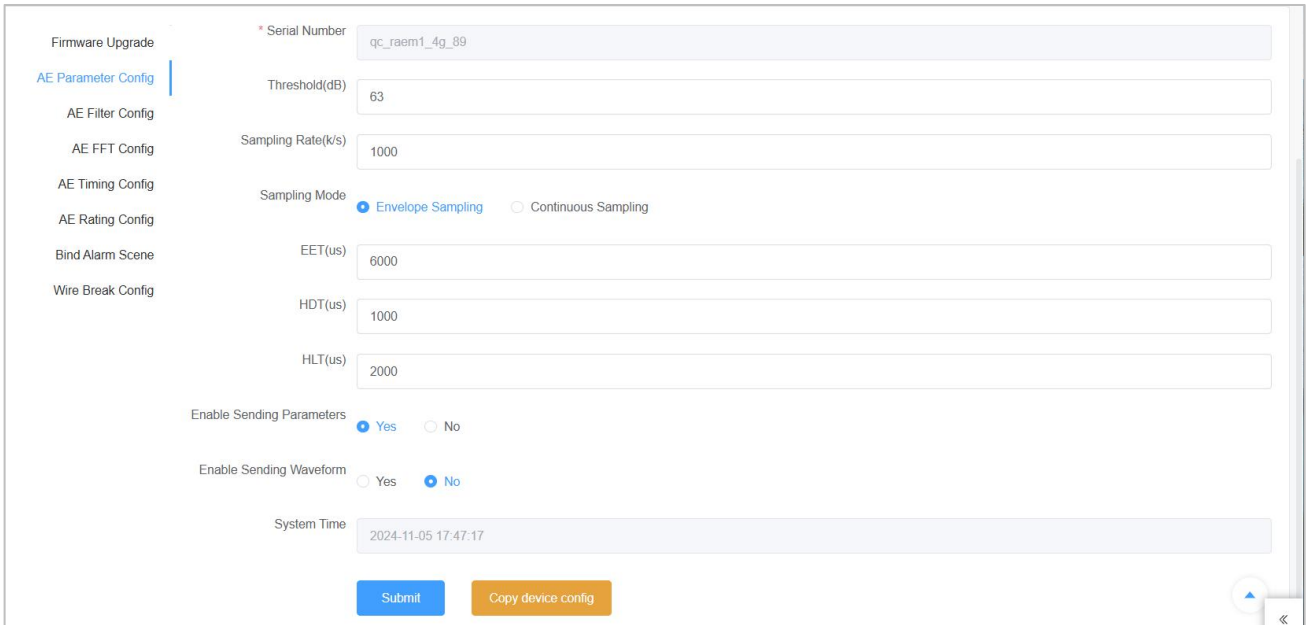 Firmware Upgrade
AE Parameter Config
AE Filter Config
AE FFT Config
AE Timing Config
AE Rating Config
Bind Alarm Scene
Wire Break Config
* Serial Number
qc_raem1_4g_89
Threshold(dB)
63
Sampling Rate(k/s)
1000
Sampling Mode
Envelope Sampling Continuous Sampling
EET(us)
6000
HDT(us)
1000
HLT(us)
2000
Enable Sending Parameters
Yes No
Enable Sending Waveform
Yes No
System Time
2024-11-05 17:47:17
Submit Copy device config